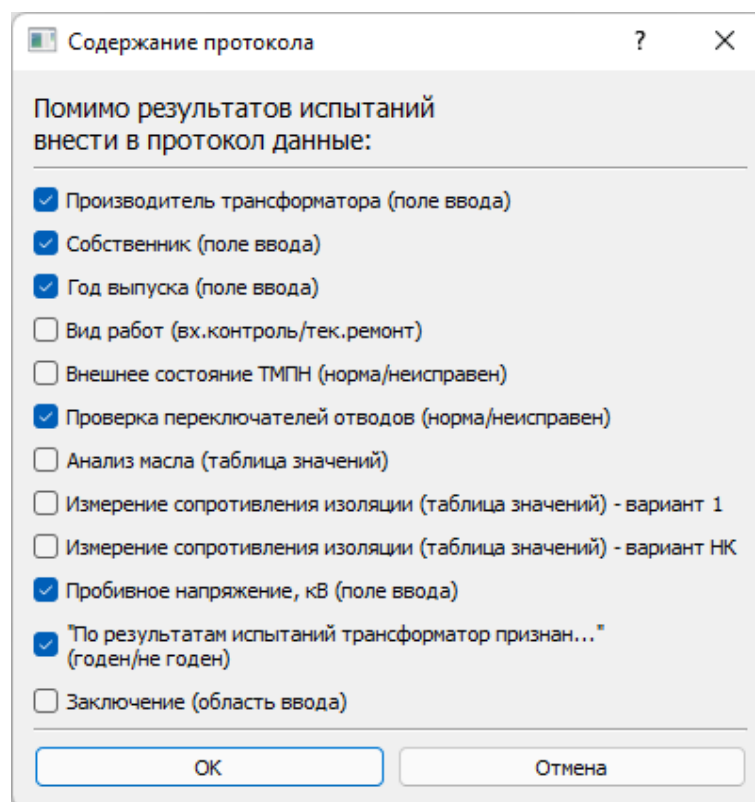 Содержание протокола
?
Помимо результатов испытаний
внести в протокол данные:
Производитель трансформатора (поле ввода)
Собственник (поле ввода)
Год выпуска (поле ввода)
Вид работ (вх.контроль/тек.ремонт)
Внешнее состояние ТМПН (норма/неисправен)
Проверка переключателей отводов (норма/неисправен)
Анализ масла (таблица значений)
Измерение сопротивления изоляции (таблица значений) - вариант 1
Измерение сопротивления изоляции (таблица значений) - вариант НК
Пробивное напряжение, кВ (поле ввода)
"По результатам испытаний трансформатор признан..."
(годен/не годен)
Заключение (область ввода)
ОК
Отмена